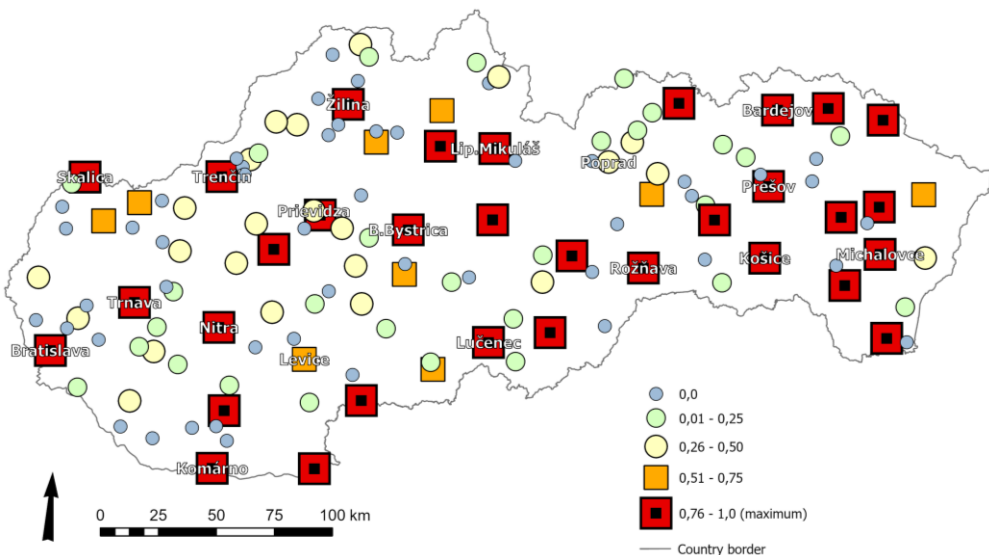 Žilina
Bardejov
Lip.Mikuláš
Poprad
Skalica
Trenčín
Prešov
Prievidza
B.Bystrica
Michalovce
Košice
Rožňava
Trnava
Nitra
Lučenec
Bratislava
Levice
Komárno
0,0
0,01 - 0,25
0,26 - 0,50
0,51 - 0,75
0,76 - 1,0 (maximum)
Country border
0 25 50 75 100 km